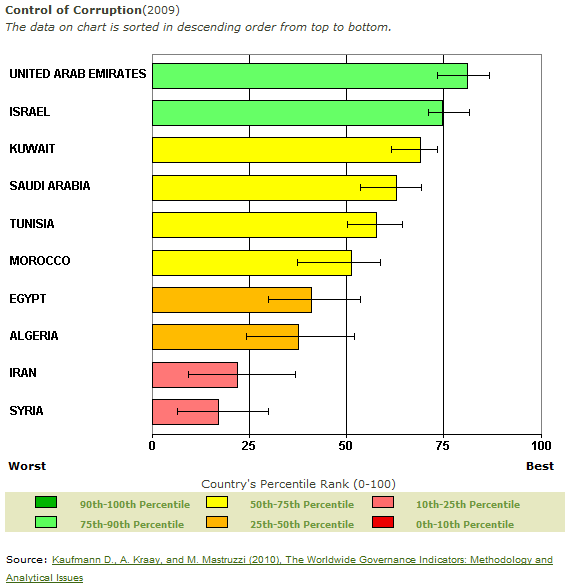 Control of Corruption(2009)
The data on chart is sorted in descending order from top to bottom.
UNITED ARAB EMIRATES
ISRAEL
KUWAIT
SAUDI ARABIA
TUNISIA
MOROCCO
EGYPT
ALGERIA
IRAN
SYRIA
0 25 50 75 100
Worst Best
Country's Percentile Rank (0-100)
90th-100th Percentile 50th-75th Percentile 10th-25th Percentile
75th-90th Percentile 25th-50th Percentile 0th-10th Percentile
Source: Kaufmann D., A. Kraay, and M. Mastruzzi (2010), The Worldwide Governance Indicators: Methodology and
Analytical Issues